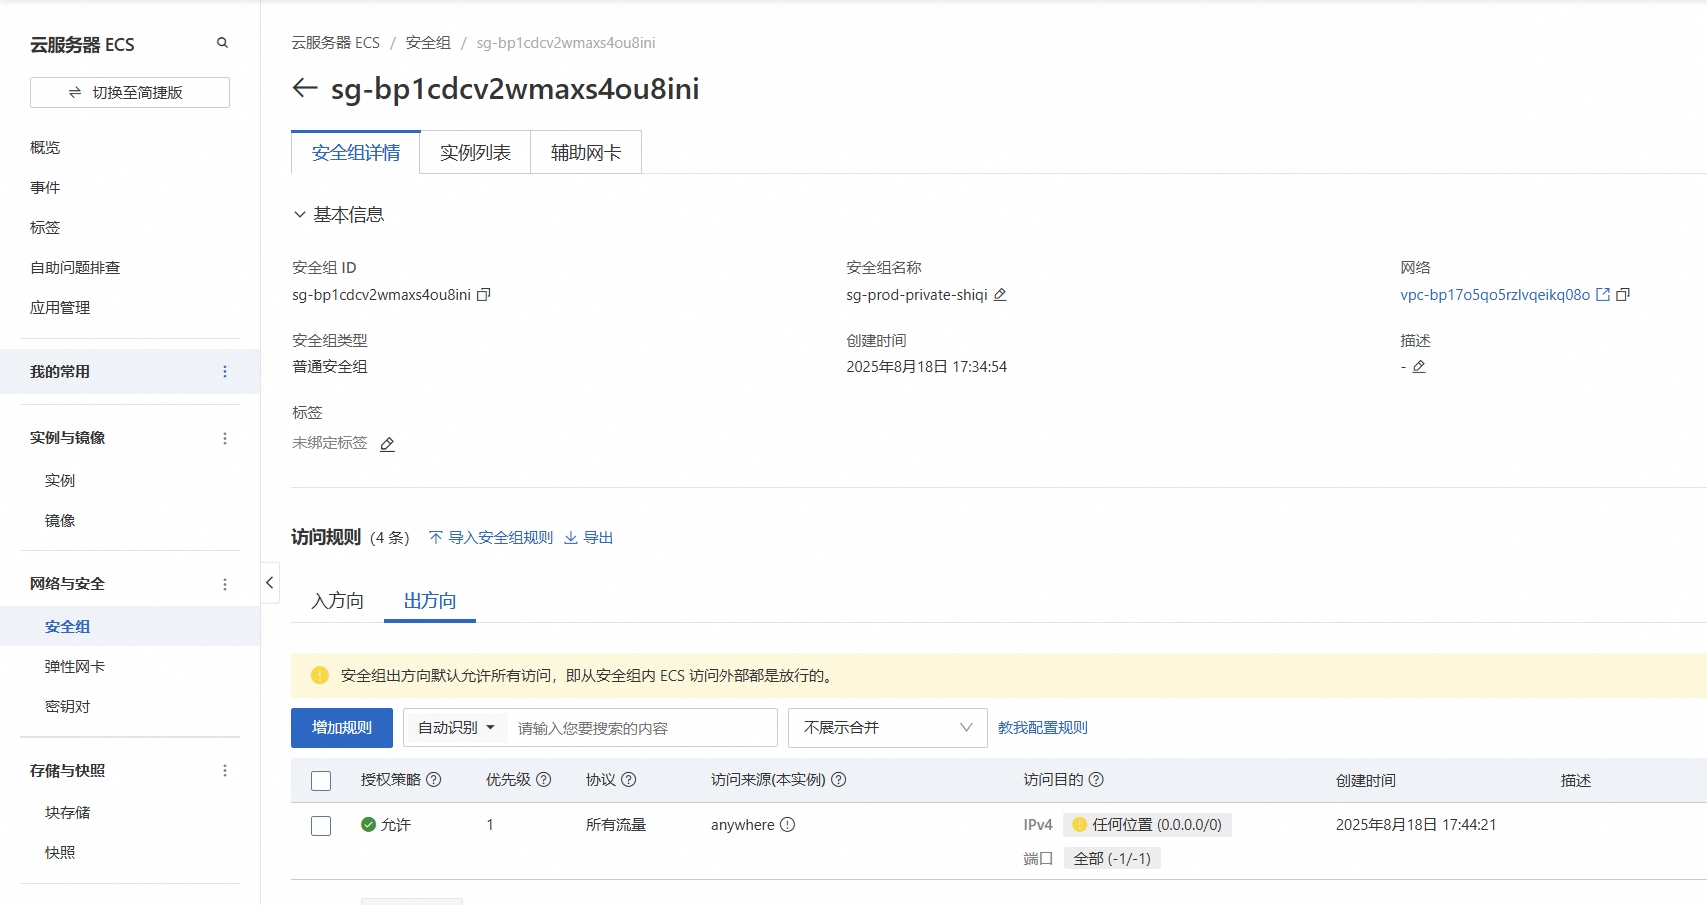 云服务器 ECS
切换至简捷版
概览
事件
标签
自助问题排查
应用管理
我的常用
实例与镜像
实例
镜像
网络与安全
安全组
弹性网卡
密钥对
存储与快照
块存储
快照
云服务器 ECS / 安全组 / sg-bp1cdcv2wmaxs4ou8ini
sg-bp1cdcv2wmaxs4ou8ini
安全组详情 实例列表 辅助网卡
基本信息
安全组 ID 安全组名称 网络
sg-bp1cdcv2wmaxs4ou8ini sg-prod-private-shiqi vpc-bp17o5qo5rzlvqeikq08o
安全组类型 创建时间 描述
普通安全组 2025年8月18日 17:34:54 -
标签
未绑定标签
访问规则 (4 条) 导入安全组规则 导出
入方向 出方向
安全组出方向默认允许所有访问，即从安全组内 ECS 访问外部都是放行的。
增加规则 自动识别 请输入您要搜索的内容 不展示合并 教我配置规则
授权策略 优先级 协议 访问来源(本实例) 访问目的 创建时间 描述
允许 1 所有流量 anywhere IPv4 任何位置 (0.0.0.0/0) 2025年8月18日 17:44:21
端口 全部 (-1/-1)